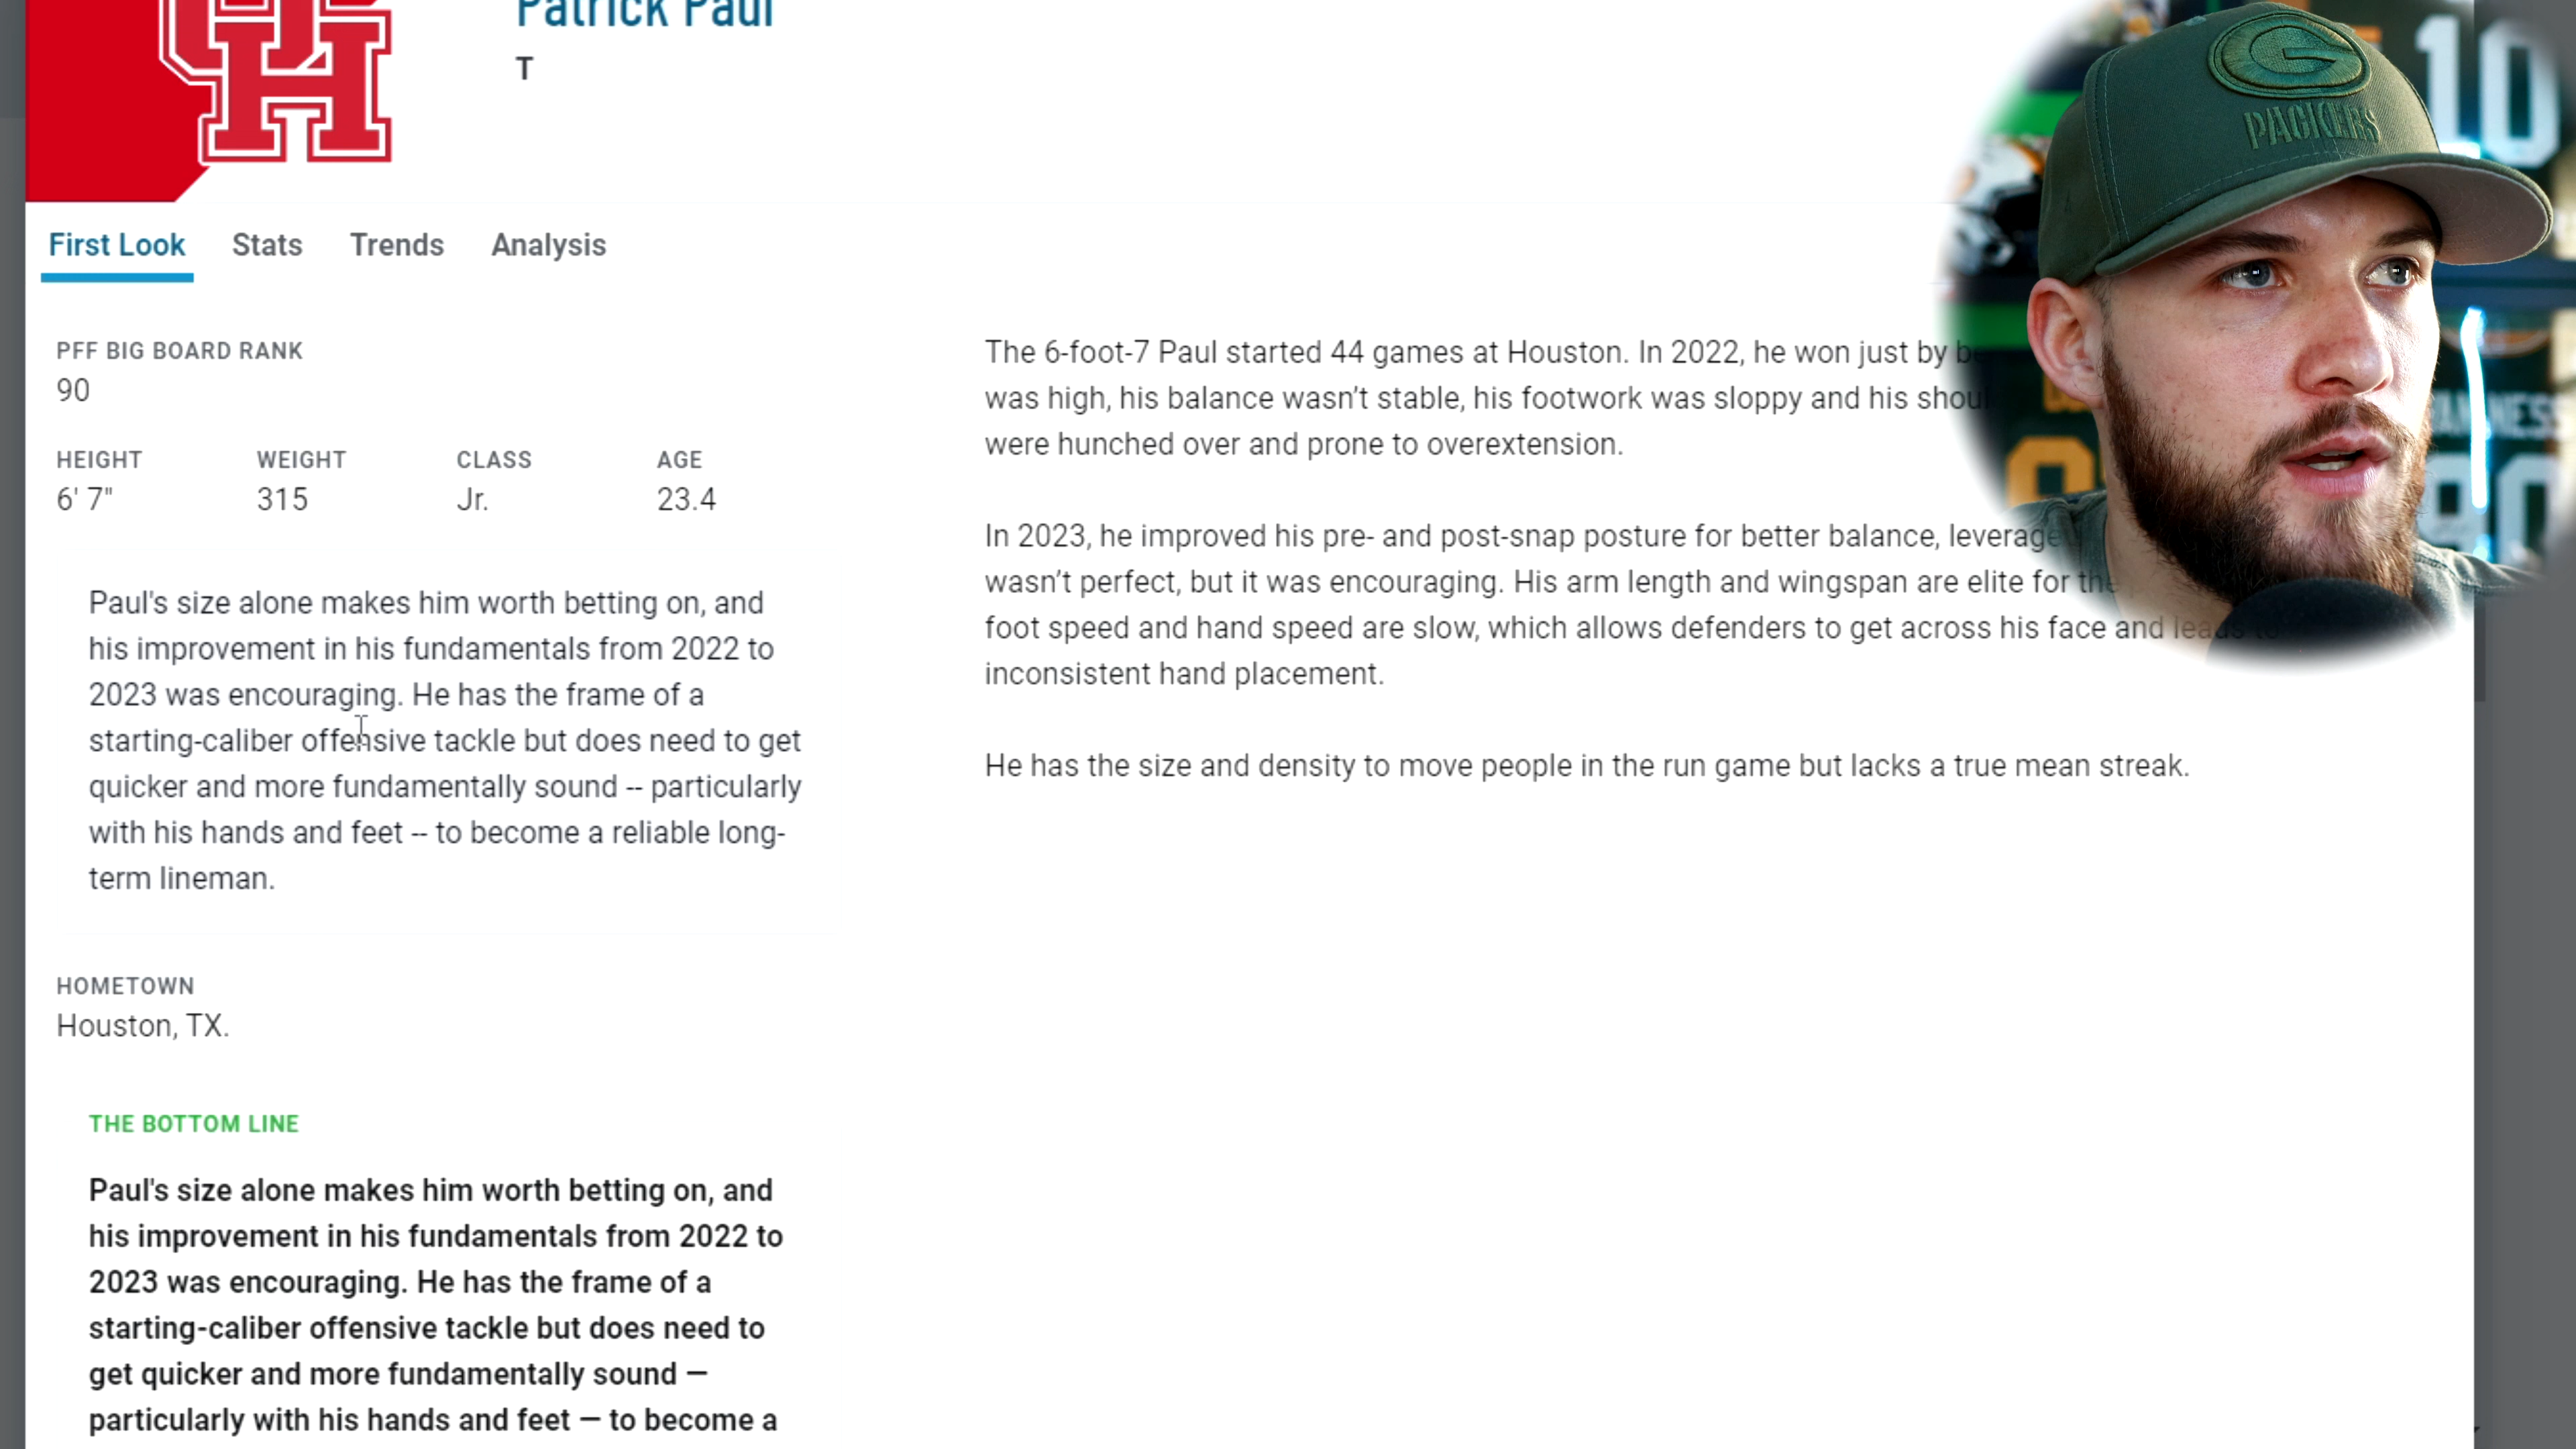 Patrick Paul
T
UH
First Look Stats Trends Analysis
PFF BIG BOARD RANK
90
HEIGHT WEIGHT CLASS AGE
6' 7" 315 Jr. 23.4
Paul's size alone makes him worth betting on, and
his improvement in his fundamentals from 2022 to
2023 was encouraging. He has the frame of a
starting-caliber offensive tackle but does need to get
quicker and more fundamentally sound -- particularly
with his hands and feet -- to become a reliable long-
term lineman.
HOMETOWN
Houston, TX.
THE BOTTOM LINE
Paul's size alone makes him worth betting on, and
his improvement in his fundamentals from 2022 to
2023 was encouraging. He has the frame of a
starting-caliber offensive tackle but does need to
get quicker and more fundamentally sound —
particularly with his hands and feet — to become a
The 6-foot-7 Paul started 44 games at Houston. In 2022, he won just by
was high, his balance wasn't stable, his footwork was sloppy and his
were hunched over and prone to overextension.
In 2023, he improved his pre- and post-snap posture for better balance, leverage
wasn't perfect, but it was encouraging. His arm length and wingspan are elite for the
foot speed and hand speed are slow, which allows defenders to get across his face and leads to
inconsistent hand placement.
He has the size and density to move people in the run game but lacks a true mean streak.
G
PACKERS
10
90